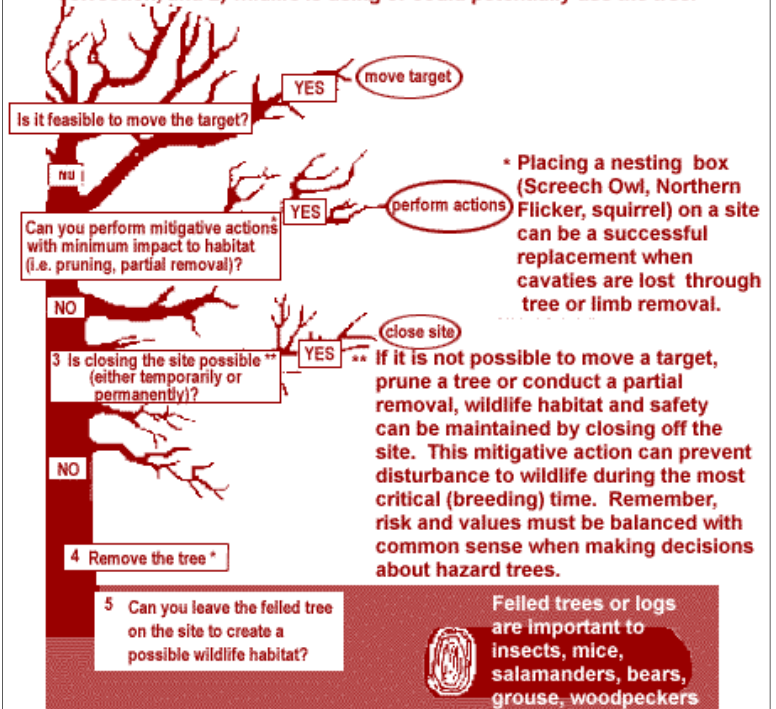 Is it feasible to move the target?
YES
move target
NO
Can you perform mitigative actions*
with minimum impact to habitat
(i.e. pruning, partial removal)?
YES
perform actions
* Placing a nesting box
(Screech Owl, Northern
Flicker, squirrel) on a site
can be a successful
replacement when
cavaties are lost through
tree or limb removal.
NO
3 Is closing the site possible **
(either temporarily or
permanently)?
YES
close site
** If it is not possible to move a target,
prune a tree or conduct a partial
removal, wildlife habitat and safety
can be maintained by closing off the
site. This mitigative action can prevent
disturbance to wildlife during the most
critical (breeding) time. Remember,
risk and values must be balanced with
common sense when making decisions
about hazard trees.
NO
4 Remove the tree *
5 Can you leave the felled tree
on the site to create a
possible wildlife habitat?
Felled trees or logs
are important to
insects, mice,
salamanders, bears,
grouse, woodpeckers